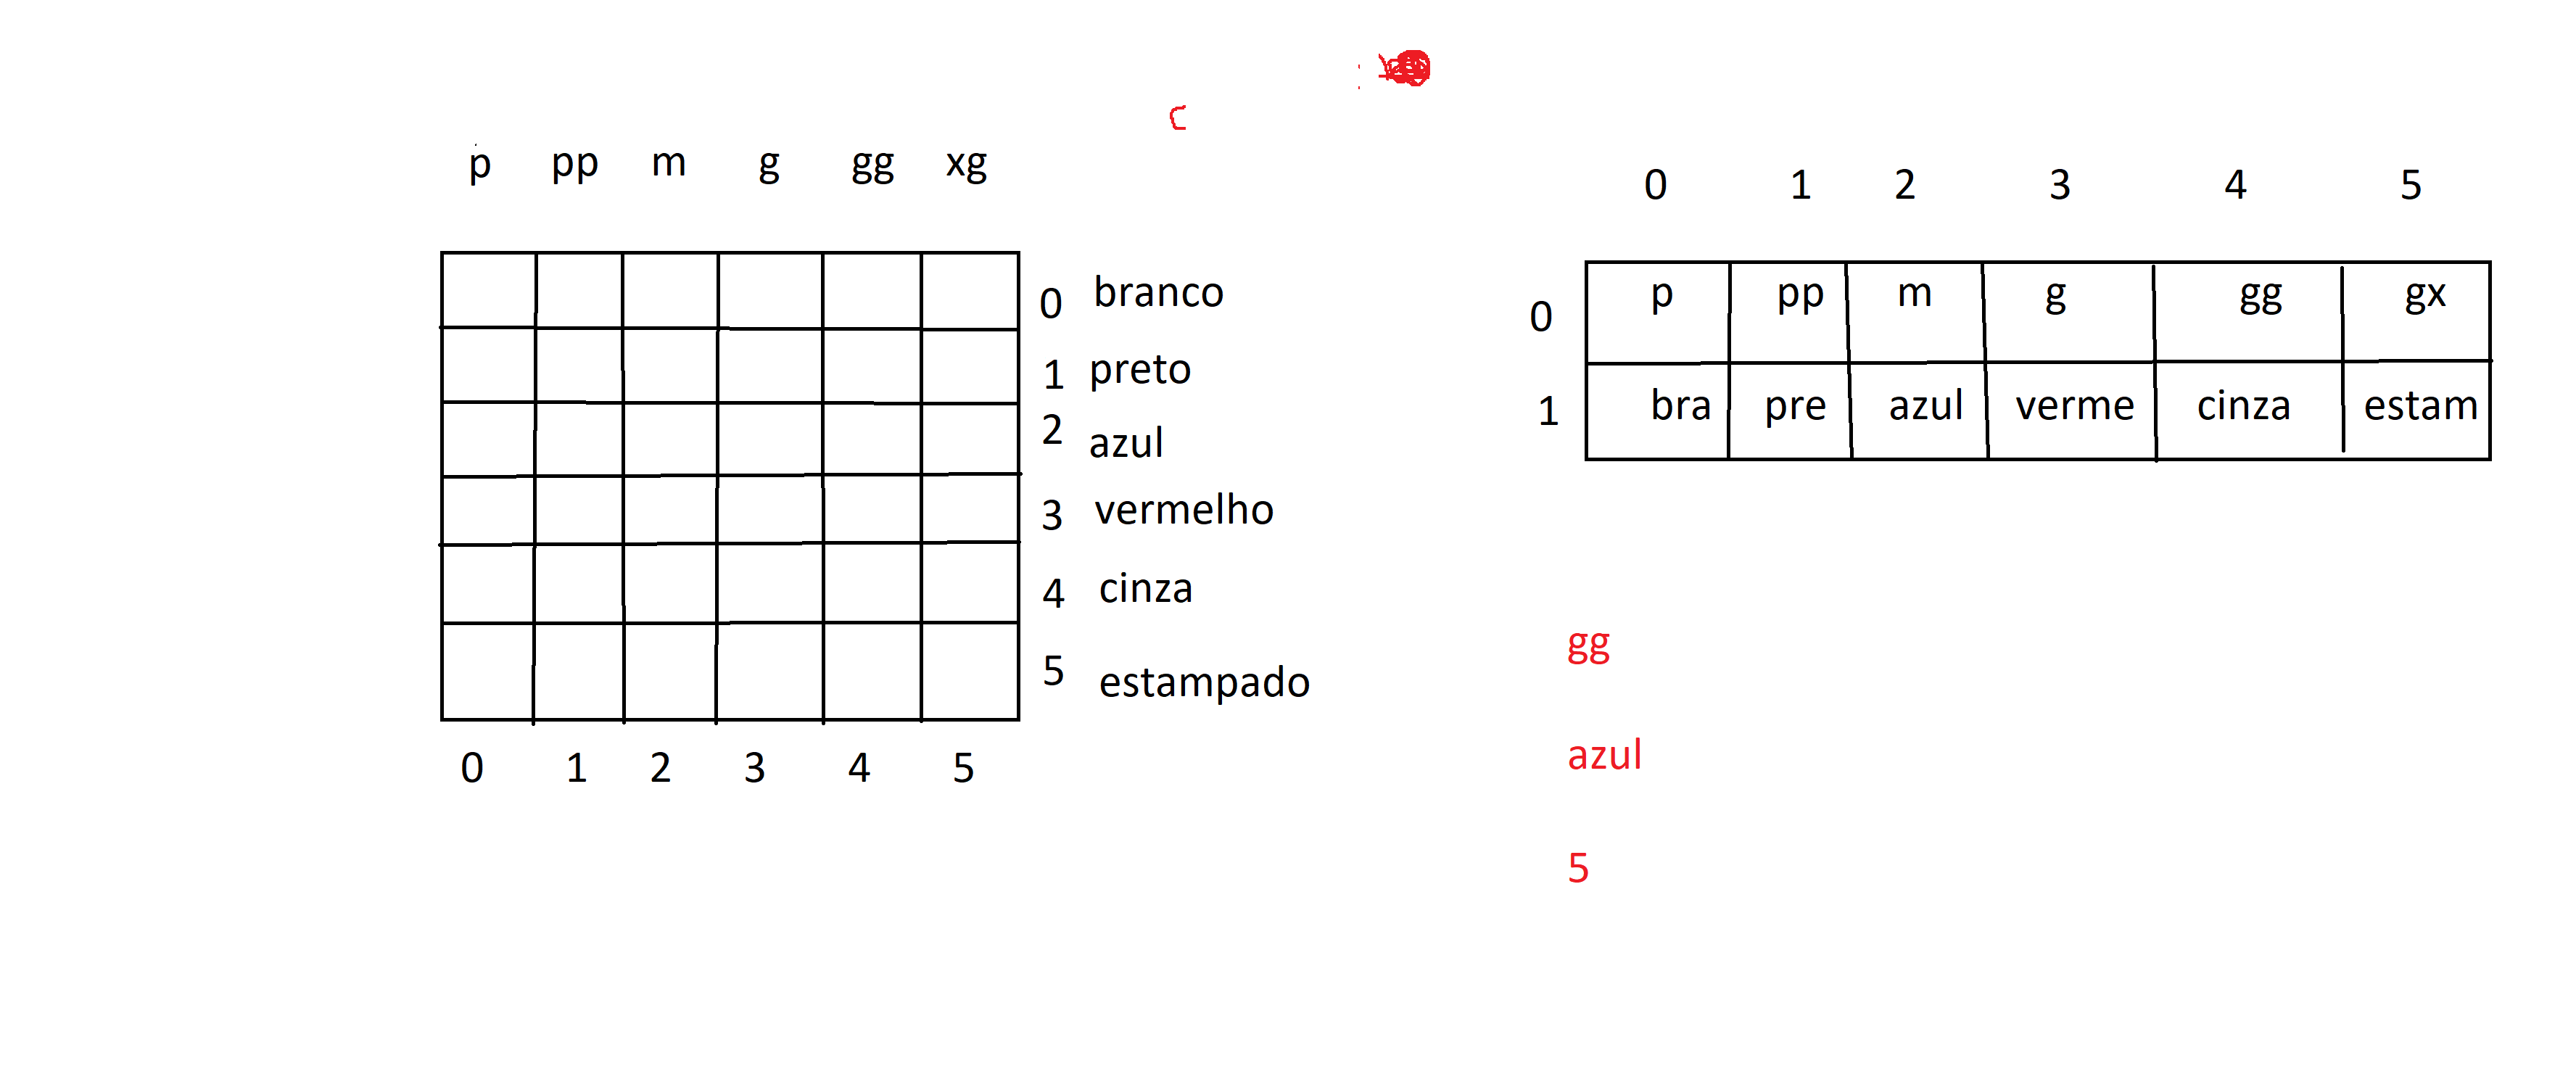 p pp m g gg xg
0 branco
1 preto
2 azul
3 vermelho
4 cinza
5 estampado
0 1 2 3 4 5
c
0 1 2 3 4 5
0 p pp m g gg gx
1 bra pre azul verme cinza estam
gg
azul
5